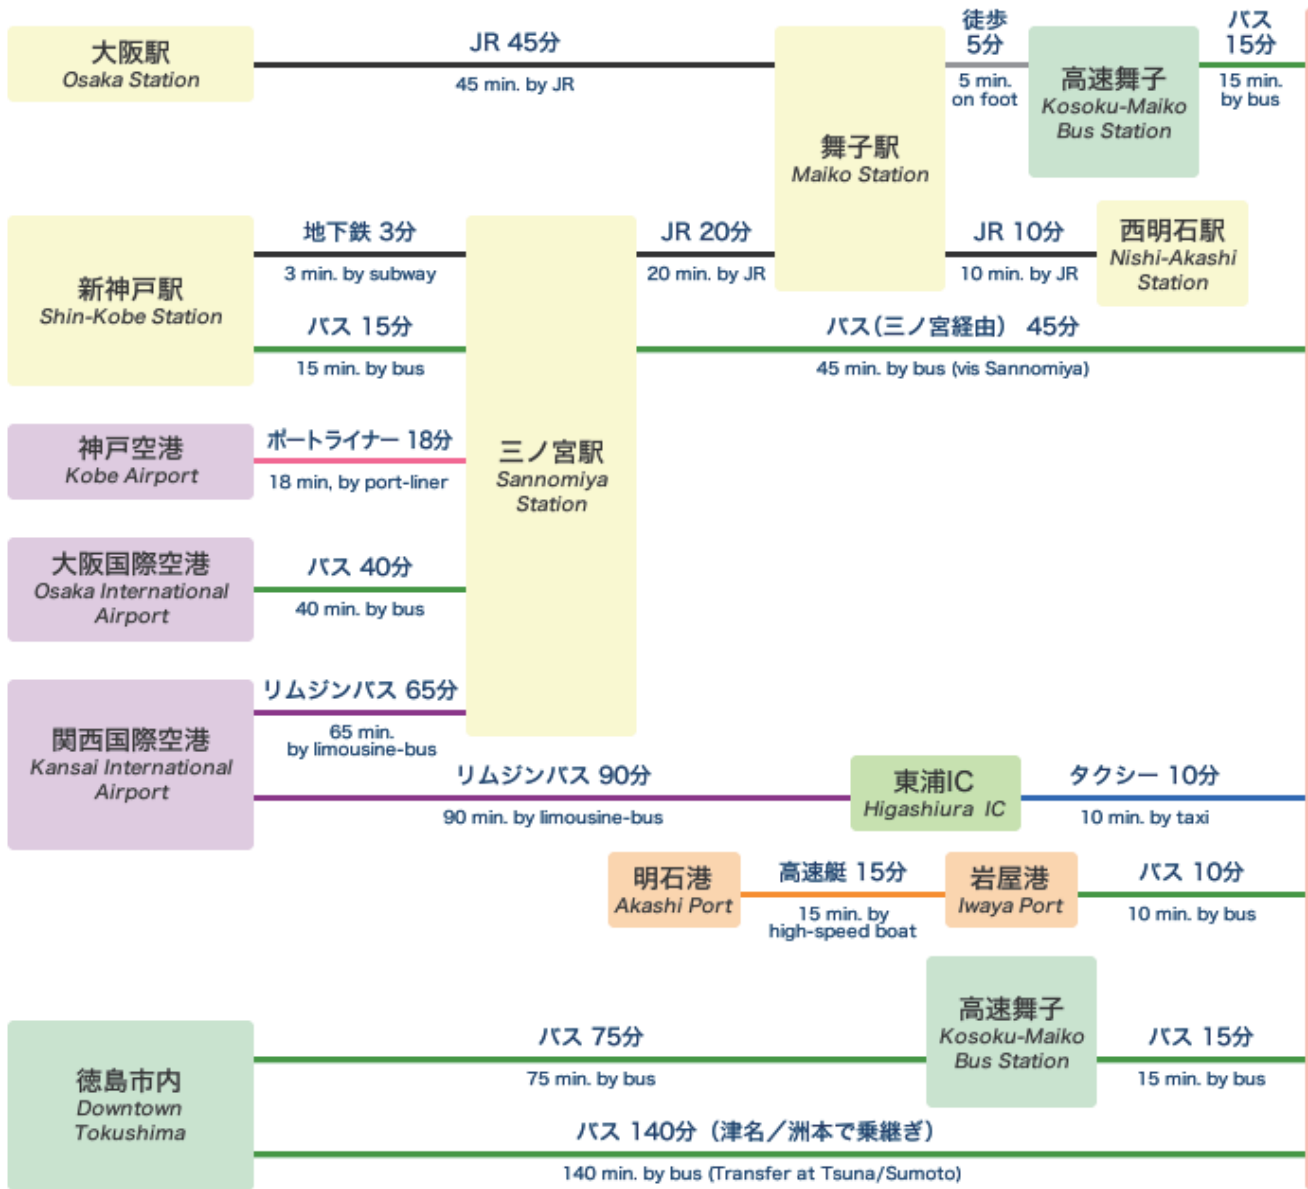 大阪駅
Osaka Station
JR 45分
45 min. by JR
舞子駅
Maiko Station
徒歩
5分
5 min.
on foot
高速舞子
Kosoku-Maiko
Bus Station
バス
15分
15 min.
by bus
新神戸駅
Shin-Kobe Station
地下鉄 3分
3 min. by subway
バス 15分
15 min. by bus
三ノ宮駅
Sannomiya
Station
JR 20分
20 min. by JR
JR 10分
10 min. by JR
西明石駅
Nishi-Akashi
Station
バス(三ノ宮経由) 45分
45 min. by bus (vis Sannomiya)
神戸空港
Kobe Airport
ポートライナー 18分
18 min, by port-liner
大阪国際空港
Osaka International
Airport
バス 40分
40 min. by bus
関西国際空港
Kansai International
Airport
リムジンバス 65分
65 min.
by limousine-bus
リムジンバス 90分
90 min. by limousine-bus
東浦IC
Higashiura IC
タクシー 10分
10 min. by taxi
明石港
Akashi Port
高速艇 15分
15 min. by
high-speed boat
岩屋港
Iwaya Port
バス 10分
10 min. by bus
徳島市内
Downtown
Tokushima
バス 75分
75 min. by bus
高速舞子
Kosoku-Maiko
Bus Station
バス 15分
15 min. by bus
バス 140分(津名/洲本で乗継ぎ)
140 min. by bus (Transfer at Tsuna/Sumoto)